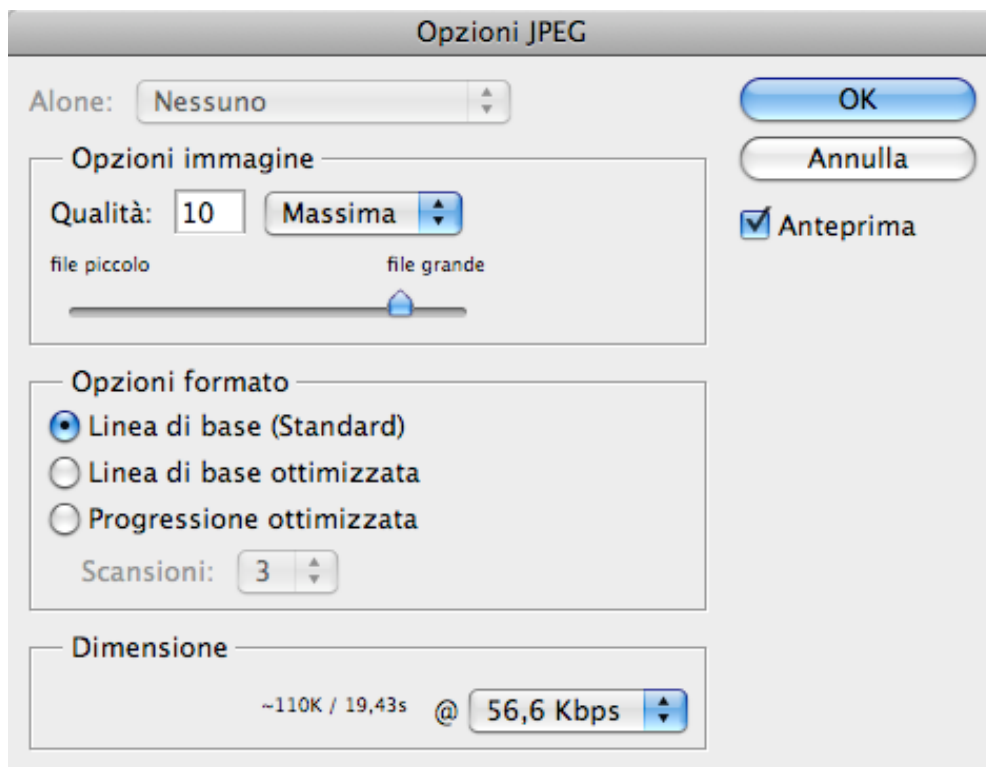 Opzioni JPEG
Alone: Nessuno
OK
Annulla
Anteprima
Opzioni immagine
Qualità: 10 Massima
file piccolo file grande
Opzioni formato
Linea di base (Standard)
Linea di base ottimizzata
Progressione ottimizzata
Scansioni: 3
Dimensione
~110K / 19,43s @ 56,6 Kbps